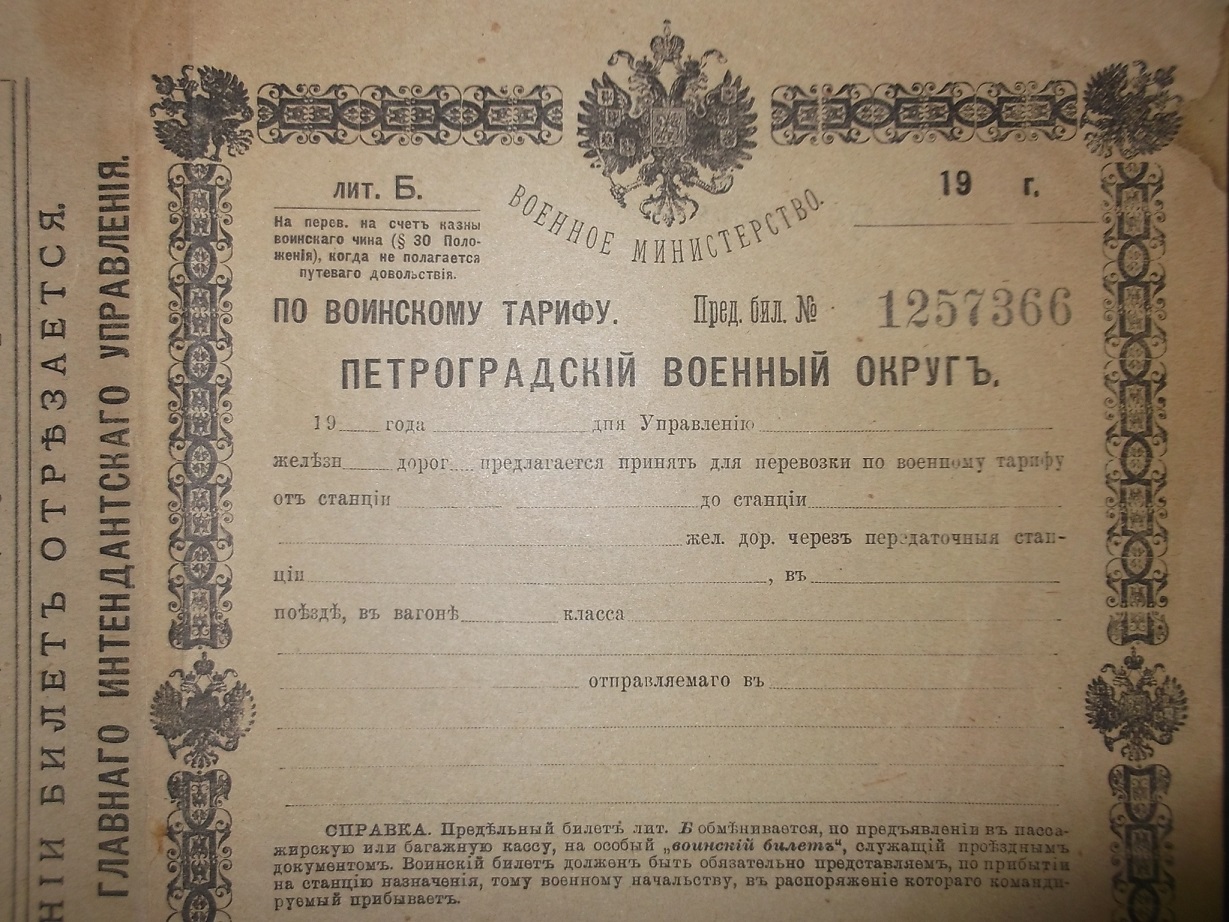 НІИ БИЛЕТЪ ОТРѢЗАЕТСЯ.
ГЛАВНАГО ИНТЕНДАНТСКАГО УПРАВЛЕНІЯ.
ВОЕННОЕ МИНИСТЕРСТВО.
ЛИТ. Б.
19 г.
На перев. на счетъ казны
воинскаго чина (§ 30 Поло-
женія), когда не полагается
путеваго довольствія.
ПО ВОИНСКОМУ ТАРИФУ. Пред. бил. № 1257366
ПЕТРОГРАДСКІЙ ВОЕННЫЙ ОКРУГЪ.
19 года дня Управленію
желѣзн дорог предлагается принять для перевозки по военному тарифу
отъ станціи до станціи
жел. дор. черезъ передаточныя стан-
ціи , въ
поѣздѣ, въ вагонѣ класса
отправляемаго въ
СПРАВКА. Предѣльный билетъ лит. Б обмѣнивается, по предъявленіи въ пасса-
жирскую или багажную кассу, на особый „воинскій билетъ“, служащій проѣзднымъ
документомъ. Воинскій билетъ долженъ быть обязательно представляемъ, по прибытіи
на станцію назначенія, тому военному начальству, въ распоряженіе котораго команди-
руемый прибываетъ.